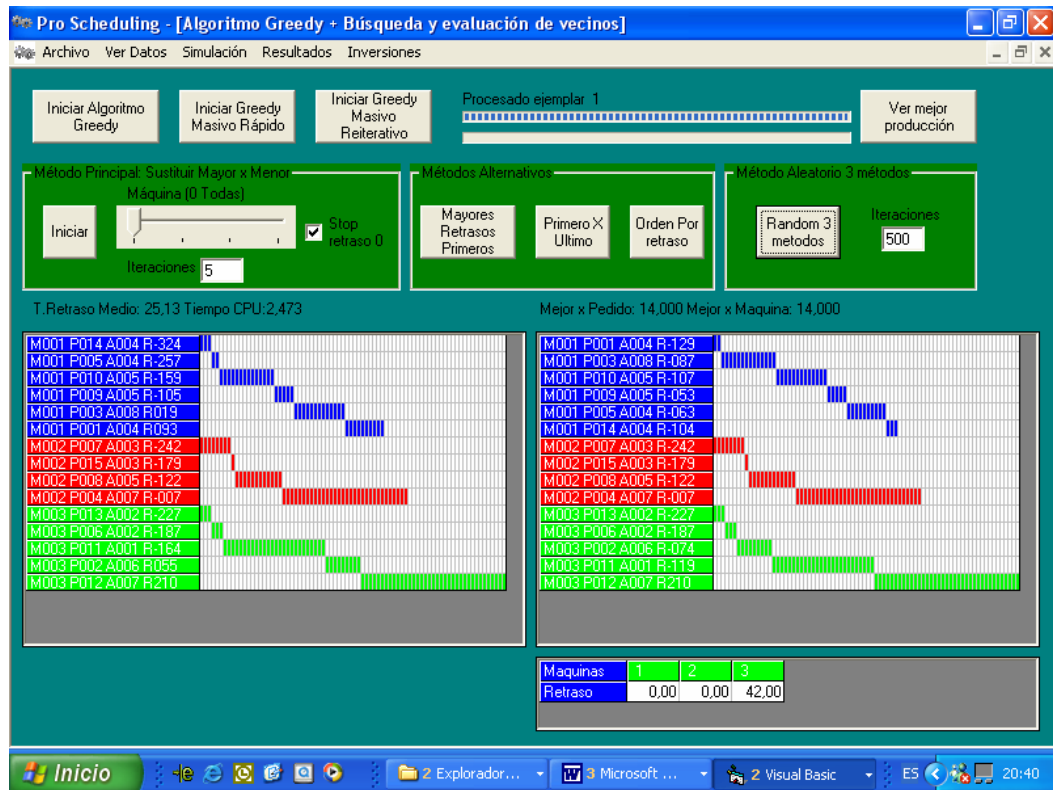 Pro Scheduling - [Algoritmo Greedy + Búsqueda y evaluación de vecinos]
Archivo Ver Datos Simulación Resultados Inversiones
Iniciar Algoritmo
Greedy
Iniciar Greedy
Masivo Rápido
Iniciar Greedy
Masivo
Reiterativo
Procesado ejemplar 1
Ver mejor
producción
Método Principal: Sustituir Mayor x Menor
Máquina (0 Todas)
Iniciar
Stop
retraso 0
Iteraciones 5
Métodos Alternativos
Mayores
Retrasos
Primeros
Primero X
Ultimo
Orden Por
retraso
Método Aleatorio 3 métodos
Random 3
metodos
Iteraciones
500
T.Retraso Medio: 25,13 Tiempo CPU:2,473
Mejor x Pedido: 14,000 Mejor x Maquina: 14,000
M001 P014 A004 R-324
M001 P005 A004 R-257
M001 P010 A005 R-159
M001 P009 A005 R-105
M001 P003 A008 R019
M001 P001 A004 R093
M002 P007 A003 R-242
M002 P015 A003 R-179
M002 P008 A005 R-122
M002 P004 A007 R-007
M003 P013 A002 R-227
M003 P006 A002 R-187
M003 P011 A001 R-164
M003 P002 A006 R055
M003 P012 A007 R210
M001 P001 A004 R-129
M001 P003 A008 R-087
M001 P010 A005 R-107
M001 P009 A005 R-053
M001 P005 A004 R-063
M001 P014 A004 R-104
M002 P007 A003 R-242
M002 P015 A003 R-179
M002 P008 A005 R-122
M002 P004 A007 R-007
M003 P013 A002 R-227
M003 P006 A002 R-187
M003 P002 A006 R-074
M003 P011 A001 R-119
M003 P012 A007 R210
Maquinas 1 2 3
Retraso 0,00 0,00 42,00
Inicio
2 Explorador...
3 Microsoft ...
2 Visual Basic
ES
20:40